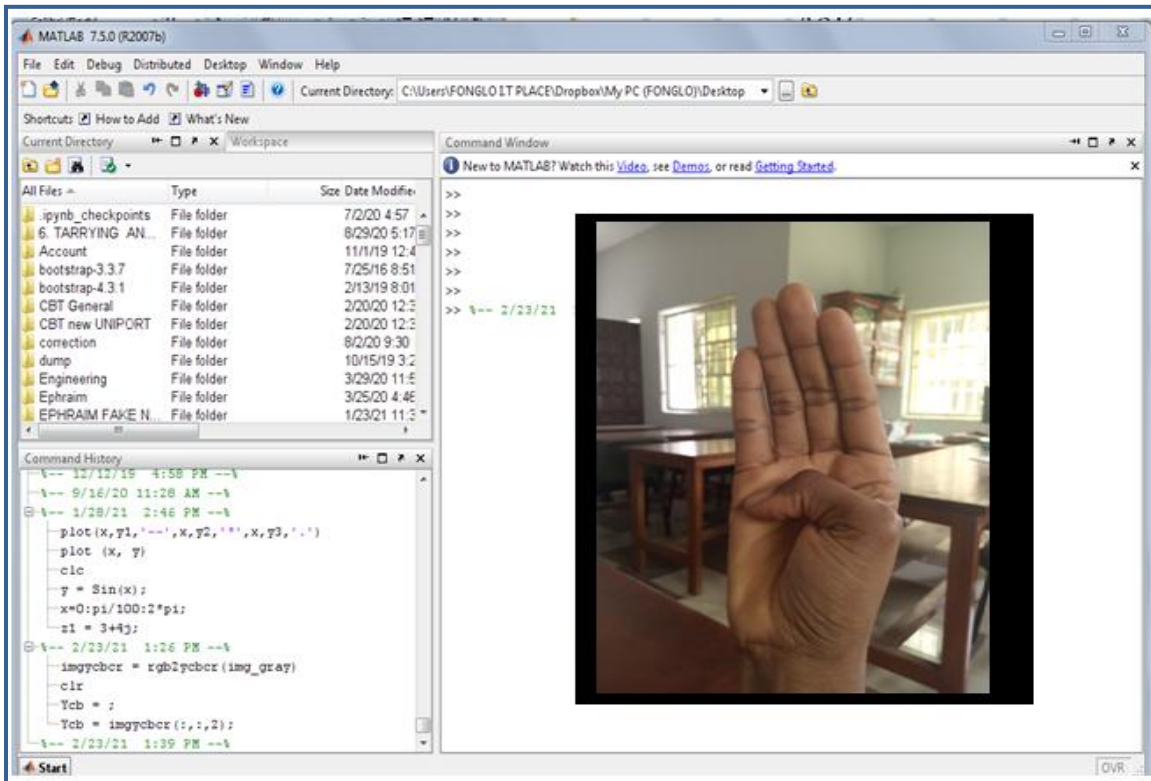 MATLAB 7.5.0 (R2007b)
File Edit Debug Distributed Desktop Window Help
Current Directory: C:\Users\FONGLO IT PLACE\Dropbox\My PC (FONGLO)\Desktop
Shortcuts How to Add What's New
Current Directory Workspace
All Files Type Size Date Modifie
.ipynb_checkpoints File folder 7/2/20 4:57
6. TARRYING AN... File folder 8/29/20 5:17
Account File folder 11/1/19 12:4
bootstrap-3.3.7 File folder 7/25/16 8:51
bootstrap-4.3.1 File folder 2/13/19 8:01
CBT General File folder 2/20/20 12:3
CBT new UNIPORT File folder 2/20/20 12:3
correction File folder 8/2/20 9:30
dump File folder 10/15/19 3:2
Engineering File folder 3/29/20 11:5
Ephraim File folder 3/25/20 4:46
EPHRAIM FAKE N... File folder 1/23/21 11:3
Command History
%-- 12/12/19 4:58 PM --%
%-- 9/16/20 11:28 AM --%
%-- 1/28/21 2:46 PM --%
plot(x,y1,'--',x,y2,'*',x,y3,'.')
plot (x, y)
clc
y = Sin(x);
x=0:pi/100:2*pi;
z1 = 3+4j;
%-- 2/23/21 1:26 PM --%
imgycbcr = rgb2ycbcr(img_gray)
clr
Ycb = ;
Ycb = imgycbcr(:,:,2);
%-- 2/23/21 1:39 PM --%
Command Window
New to MATLAB? Watch this Video, see Demos, or read Getting Started.
>>
>>
>>
>>
>>
>>
>> %-- 2/23/21
Start
OVR